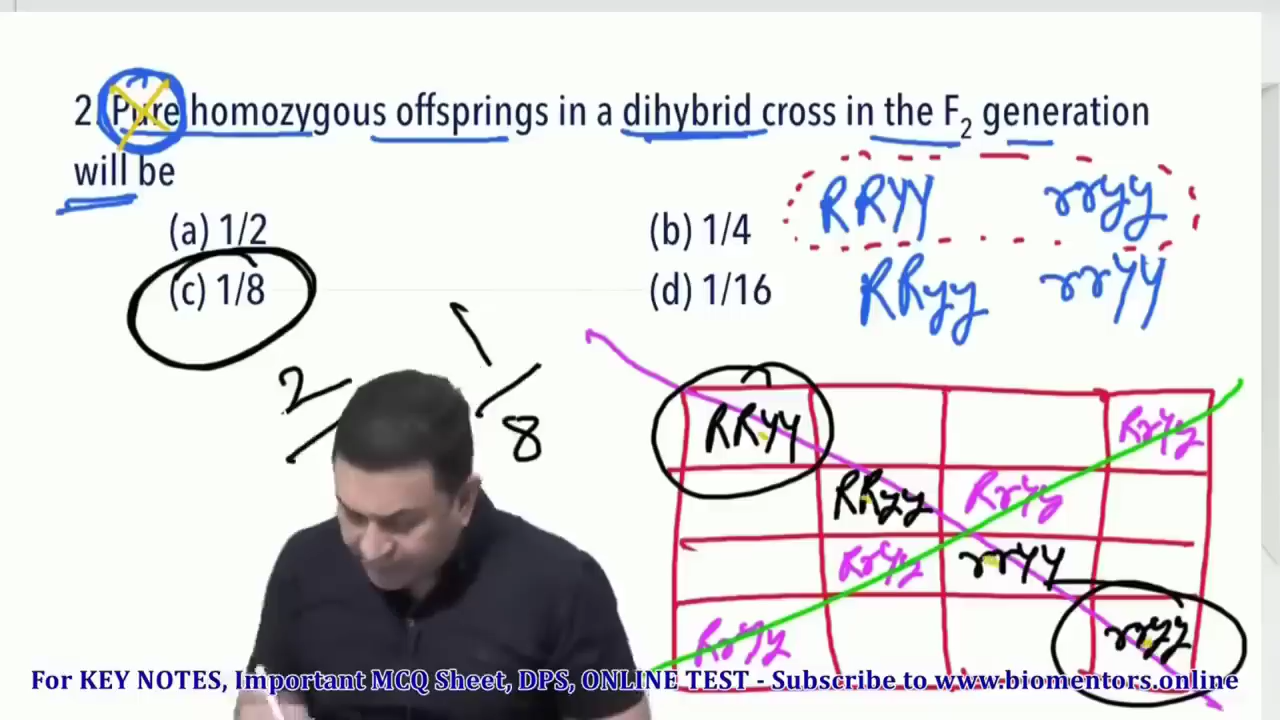 2. Pure homozygous offsprings in a dihybrid cross in the F2 generation
will be
(a) 1/2
(b) 1/4
(c) 1/8
(d) 1/16
RRYY rryy
RRyy rrYY
2/
1/8
RRYY RrYy
RRyy RrYy
RrYy rrYY
RrYy rryy
For KEY NOTES, Important MCQ Sheet, DPS, ONLINE TEST - Subscribe to www.biomentors.online